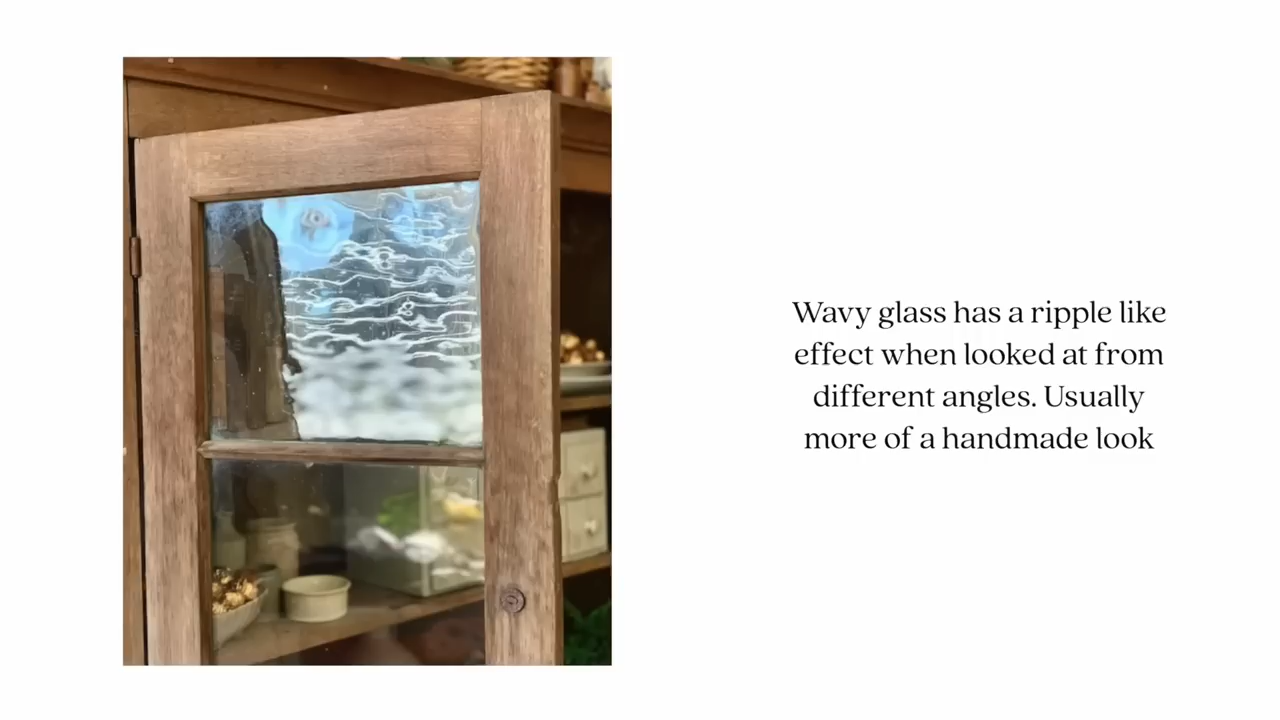 Wavy glass has a ripple like
effect when looked at from
different angles. Usually
more of a handmade look